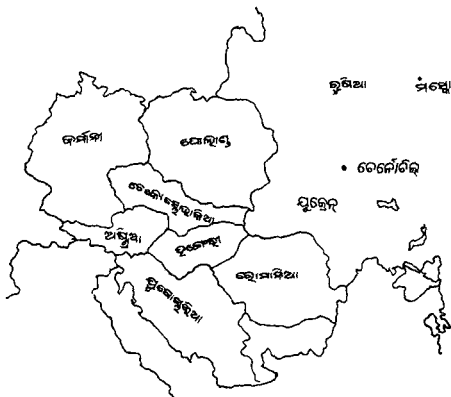 ରୁଷିଆ
ମସ୍କୋ
ଜର୍ମାନୀ
ପୋଲାଣ୍ଡ
ଚେର୍ନୋବିଲ୍
ଚେକୋସ୍ଲୋଭାକିଆ
ୟୁକ୍ରେନ୍
ଅଷ୍ଟ୍ରିଆ
ହଙ୍ଗେରୀ
ରୋମାନିଆ